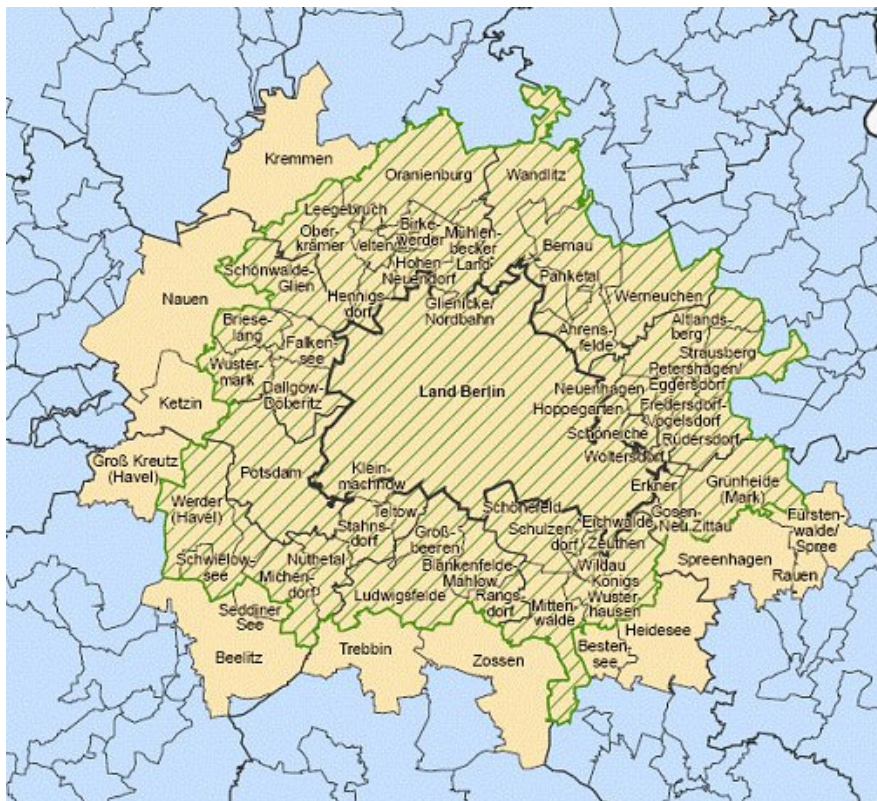 Kremmen
Oranienburg
Wandlitz
Leegebruch
Ober-
krämer
Velten
Birke-
werder
Mühlen-
becker
Land
Bernau
Hohen
Neuendorf
Panketal
Schönwalde-
Glien
Hennigs-
dorf
Glienicke/
Nordbahn
Werneuchen
Nauen
Briese-
lang
Falken-
see
Ahrens-
felde
Altlands-
berg
Strausberg
Wuster-
mark
Petershagen/
Eggersdorf
Dallgow-
Döberitz
Land Berlin
Neuenhagen
Ketzin
Hoppegarten
Fredersdorf-
Vogelsdorf
Schöneiche
Rüdersdorf
Woltersdorf
Groß Kreutz
(Havel)
Potsdam
Klein-
machnow
Erkner
Grünheide
(Mark)
Werder
(Havel)
Teltow
Stahns-
dorf
Schönefeld
Schulzen-
dorf
Eichwalde
Zeuthen
Gosen-
Neu Zittau
Fürsten-
walde/
Spree
Groß-
beeren
Schwielow-
see
Nuthetal
Michen-
dorf
Blankenfelde-
Mahlow
Wildau
Spreenhagen
Rauen
Ludwigsfelde
Rangs-
dorf
Königs
Wuster-
hausen
Mitten-
walde
Seddiner
See
Heidesee
Beelitz
Trebbin
Zossen
Besten-
see